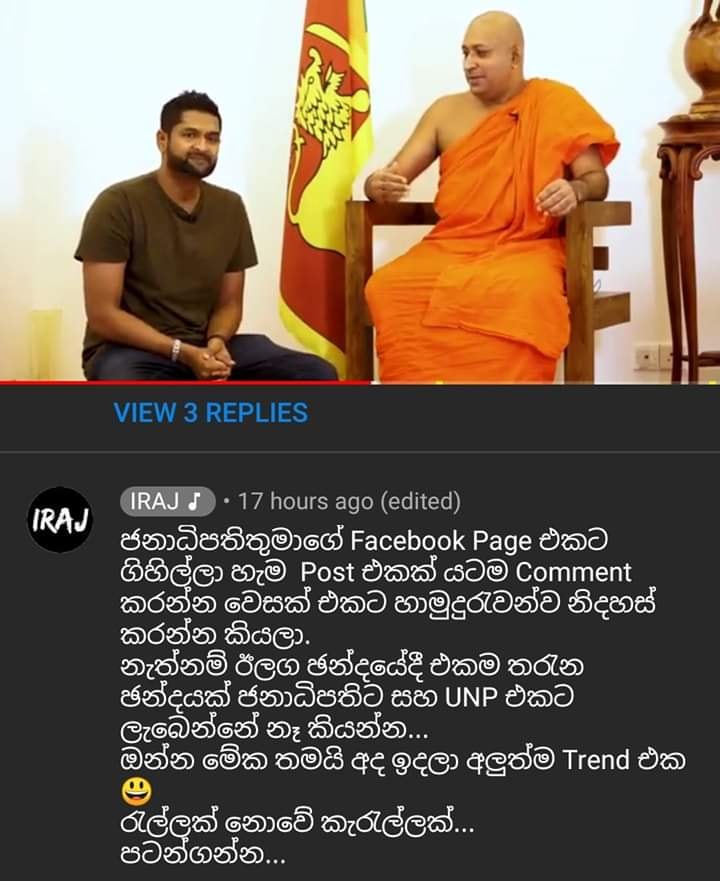 VIEW 3 REPLIES
IRAJ
IRAJ ♪ • 17 hours ago (edited)
ජනාධිපතිතුමාගේ Facebook Page එකට
ගිහිල්ලා හැම Post එකක් යටම Comment
කරන්න වෙසක් එකට හාමුදුරැවන්ව නිදහස්
කරන්න කියලා.
නැත්නම් ඊලග ඡන්දයේදී එකම තරැන
ඡන්දයක් ජනාධිපතිට සහ UNP එකට
ලැබෙන්නේ නෑ කියන්න...
ඔන්න මේක තමයි අද ඉදලා අලුත්ම Trend එක
😃
රැල්ලක් නොවේ කැරැල්ලක්...
පටන්ගන්න...